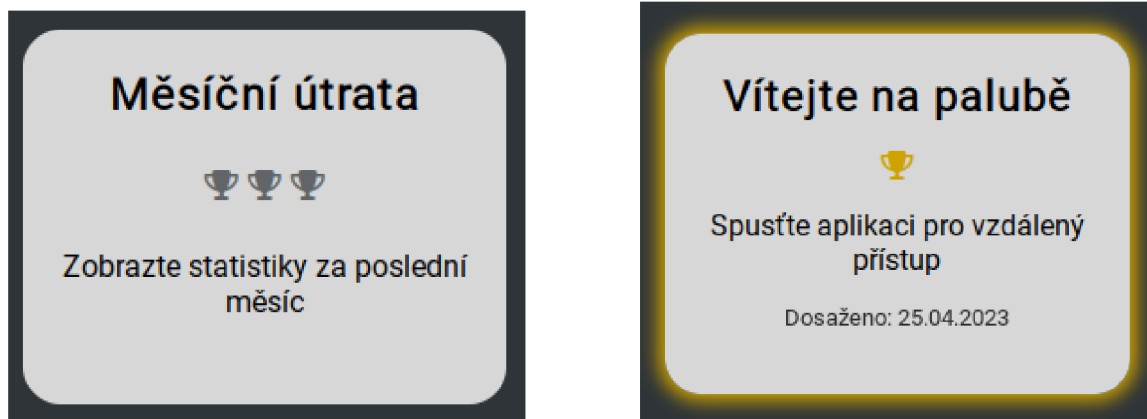 Měsíční útrata
Zobrazte statistiky za poslední
měsíc
Vítejte na palubě
Spusťte aplikaci pro vzdálený
přístup
Dosaženo: 25.04.2023